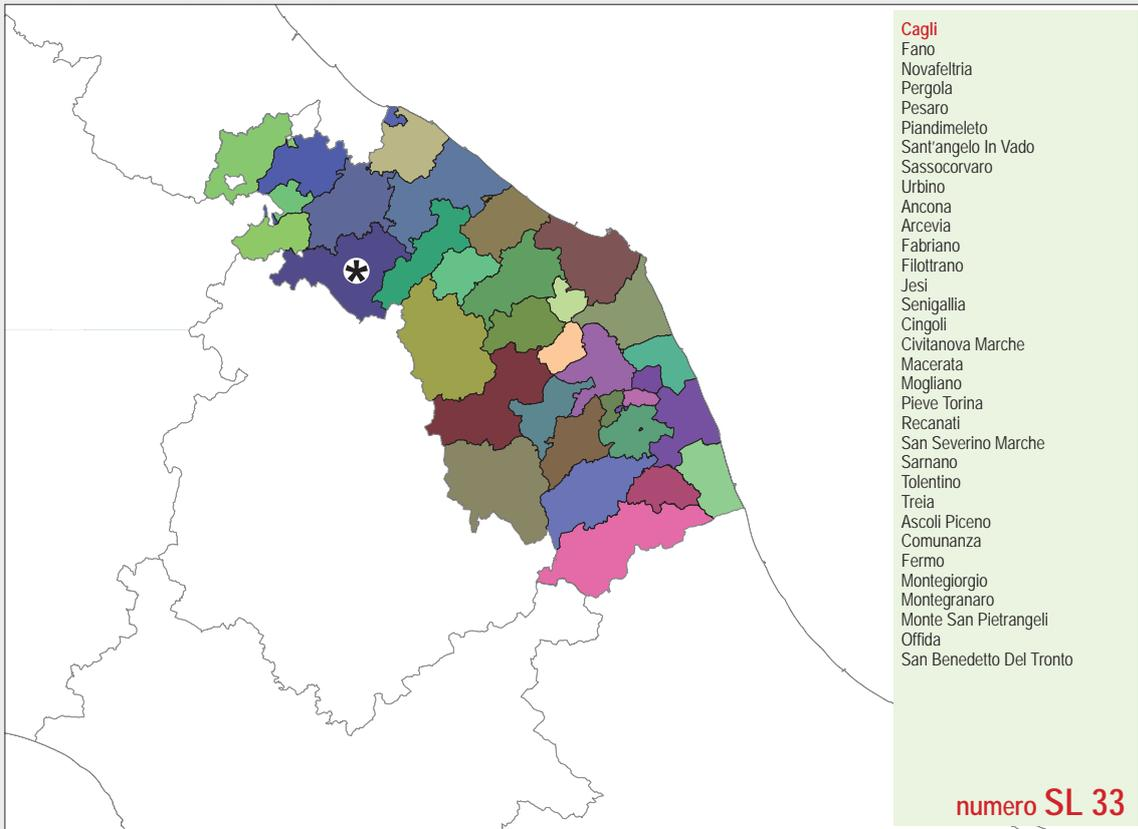 Cagli
Fano
Novafeltria
Pergola
Pesaro
Piandimeleto
Sant'angelo In Vado
Sassocorvaro
Urbino
Ancona
Arcevia
Fabriano
Filottrano
Jesi
Senigallia
Cingoli
Civitanova Marche
Macerata
Mogliano
Pieve Torina
Recanati
San Severino Marche
Sarnano
Tolentino
Treia
Ascoli Piceno
Comunanza
Fermo
Montegiorgio
Montegranaro
Monte San Pietrangeli
Offida
San Benedetto Del Tronto
numero SL 33